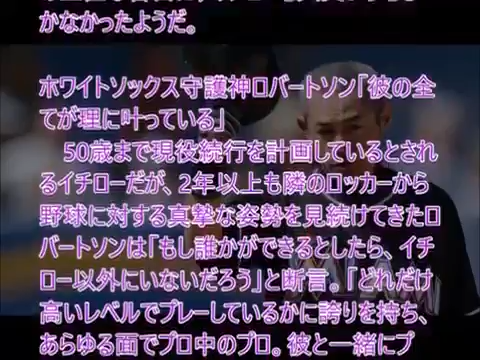 かなかったようだ。
ホワイトソックス守護神ロバートソン「彼の全
てが理に叶っている」
50歳まで現役続行を計画しているとされ
るイチローだが、2年以上も隣のロッカーから
野球に対する真摯な姿勢を見続けてきたロ
バートソンは「もし誰かができるとしたら、イチ
ロー以外にいないだろう」と断言。「どれだけ
高いレベルでプレーしているかに誇りを持ち、
あらゆる面でプロ中のプロ。彼と一緒にプ